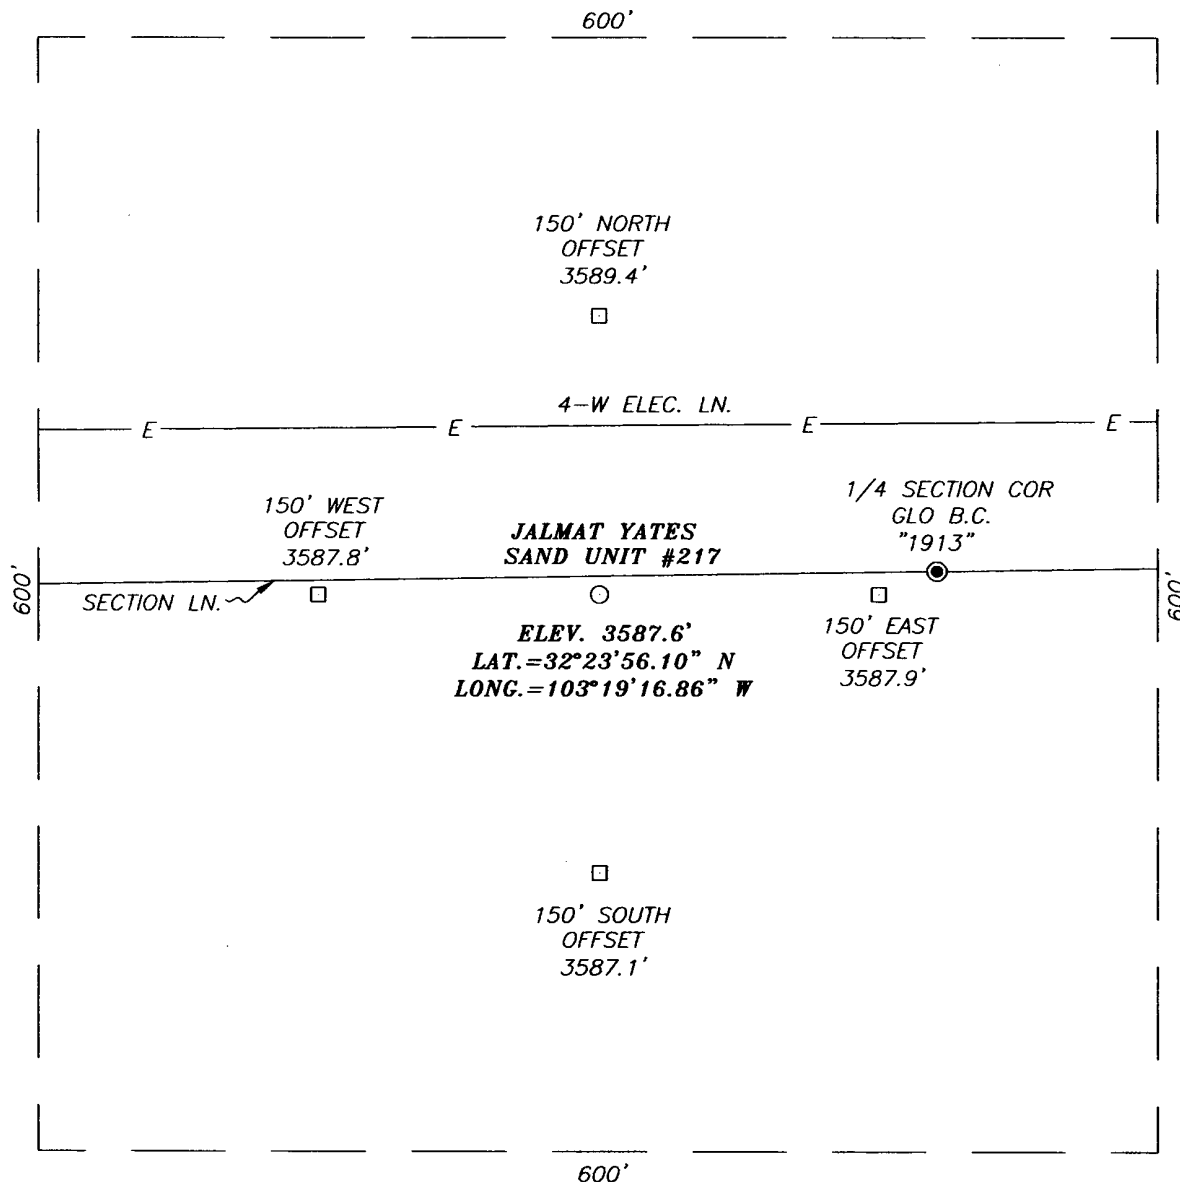 600'
150' NORTH
OFFSET
3589.4'
4-W ELEC. LN.
E
E
E
E
150' WEST
OFFSET
3587.8'
JALMAT YATES
SAND UNIT #217
1/4 SECTION COR
GLO B.C.
"1913"
600'
SECTION LN.
600'
ELEV. 3587.6'
LAT.=32°23'56.10" N
LONG.=103°19'16.86" W
150' EAST
OFFSET
3587.9'
150' SOUTH
OFFSET
3587.1'
600'